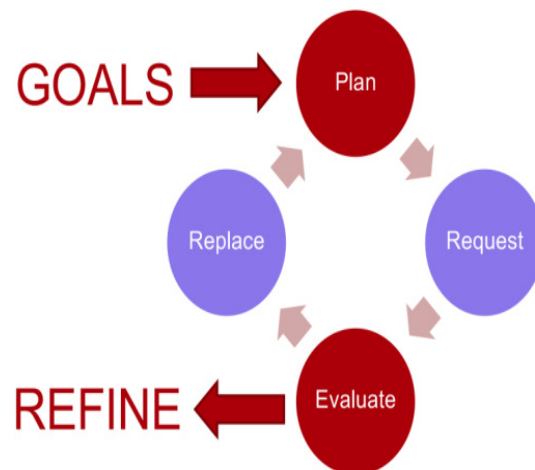 GOALS
Plan
Replace
Request
REFINE
Evaluate